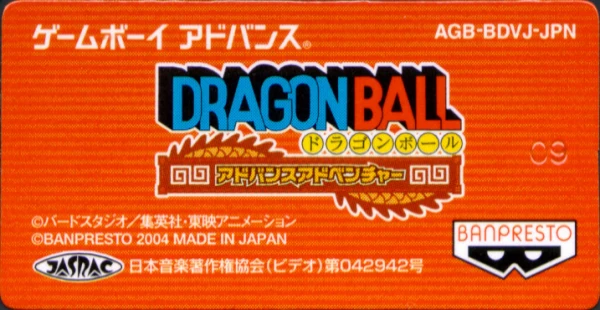 ゲームボーイ アドバンス®
AGB-BDVJ-JPN
DRAGON BALL
ドラゴンボール
アドバンスアドベンチャー
09
©バードスタジオ/集英社・東映アニメーション
©BANPRESTO 2004 MADE IN JAPAN
BANPRESTO
JASRAC
日本音楽著作権協会(ビデオ)第042942号